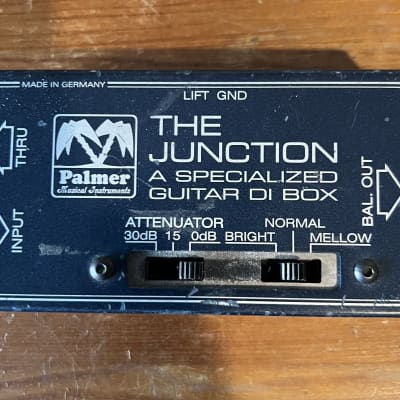 MADE IN GERMANY
LIFT GND
THRU
INPUT
Palmer
Musical Instruments
THE
JUNCTION
A SPECIALIZED
GUITAR DI BOX
BAL. OUT
ATTENUATOR
NORMAL
30dB 15 0dB BRIGHT MELLOW